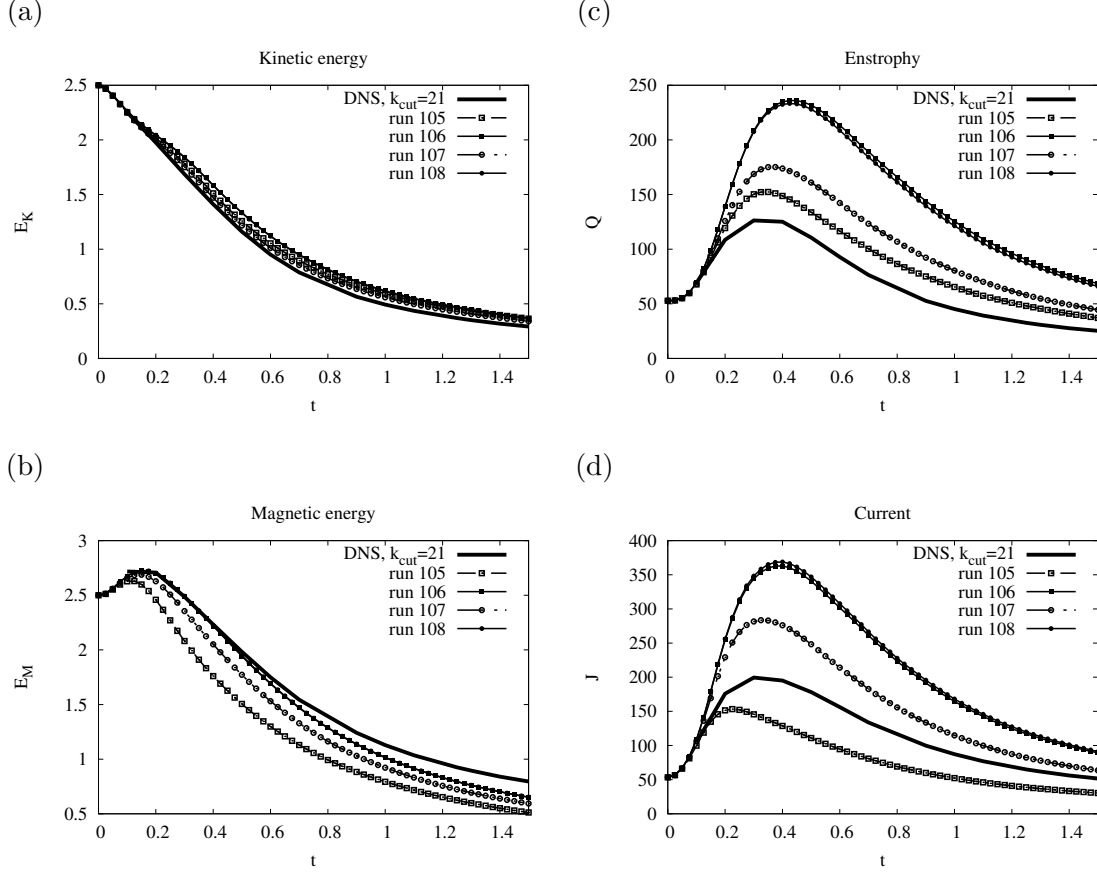 (a)
Kinetic energy
E_K
2.5
2
1.5
1
0.5
0
0 0.2 0.4 0.6 0.8 1 1.2 1.4
t
DNS, k_cut=21
run 105
run 106
run 107
run 108
(c)
Enstrophy
Q
250
200
150
100
50
0
0 0.2 0.4 0.6 0.8 1 1.2 1.4
t
DNS, k_cut=21
run 105
run 106
run 107
run 108
(b)
Magnetic energy
E_M
3
2.5
2
1.5
1
0.5
0 0.2 0.4 0.6 0.8 1 1.2 1.4
t
DNS, k_cut=21
run 105
run 106
run 107
run 108
(d)
Current
J
400
350
300
250
200
150
100
50
0
0 0.2 0.4 0.6 0.8 1 1.2 1.4
t
DNS, k_cut=21
run 105
run 106
run 107
run 108